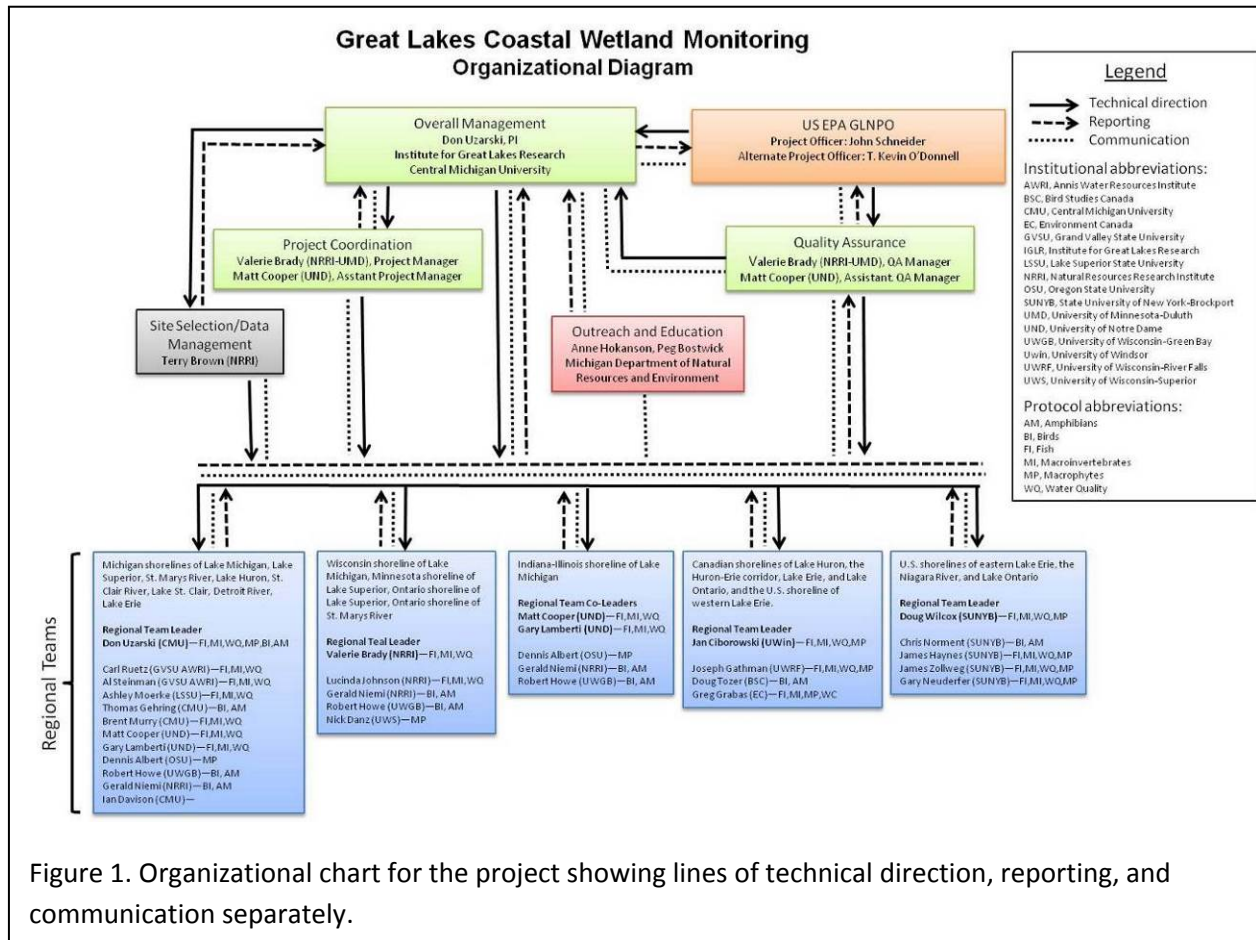 Great Lakes Coastal Wetland Monitoring
Organizational Diagram
Overall Management
Don Uzarski, PI
Institute for Great Lakes Research
Central Michigan University
US EPA GLNPO
Project Officer: John Schneider
Alternate Project Officer: T. Kevin O'Donnell
Project Coordination
Valerie Brady (NRRI-UMD), Project Manager
Matt Cooper (UND), Asstant Project Manager
Quality Assurance
Valerie Brady (NRRI-UMD), QA Manager
Matt Cooper (UND), Assistant. QA Manager
Site Selection/Data
Management
Terry Brown (NRRI)
Outreach and Education
Anne Hokanson, Peg Bostwick
Michigan Department of Natural
Resources and Environment
Legend
Technical direction
Reporting
Communication
Institutional abbreviations:
AWRI, Annis Water Resources Institute
BSC, Bird Studies Canada
CMU, Central Michigan University
EC, Environment Canada
GVSU, Grand Valley State University
IGLR, Institute for Great Lakes Research
LSSU, Lake Superior State University
NRRI, Natural Resources Research Institute
OSU, Oregon State University
SUNYB, State University of New York-Brockport
UMD, University of Minnesota-Duluth
UND, University of Notre Dame
UWGB, University of Wisconsin-Green Bay
Uwin, University of Windsor
UWRF, University of Wisconsin-River Falls
UWS, University of Wisconsin-Superior
Protocol abbreviations:
AM, Amphibians
BI, Birds
FI, Fish
MI, Macroinvertebrates
MP, Macrophytes
WQ, Water Quality
Regional Teams
Michigan shorelines of Lake Michigan, Lake
Superior, St. Marys River, Lake Huron, St.
Clair River, Lake St. Clair, Detroit River,
Lake Erie
Regional Team Leader
Don Uzarski (CMU)—FI,MI,WQ,MP,BI,AM
Carl Ruetz (GVSU AWRI)—FI,MI,WQ
Al Steinman (GVSU AWRI)—FI,MI,WQ
Ashley Moerke (LSSU)—FI,MI,WQ
Thomas Gehring (CMU)—BI, AM
Brent Murry (CMU)—FI,MI,WQ
Matt Cooper (UND)—FI,MI,WQ
Gary Lamberti (UND)—FI,MI,WQ
Dennis Albert (OSU)—MP
Robert Howe (UWGB)—BI, AM
Gerald Niemi (NRRI)—BI, AM
Ian Davison (CMU)—
Wisconsin shoreline of Lake
Michigan, Minnesota shoreline of
Lake Superior, Ontario shoreline of
Lake Superior, Ontario shoreline of
St. Marys River
Regional Teal Leader
Valerie Brady (NRRI)—FI,MI,WQ
Lucinda Johnson (NRRI)—FI,MI,WQ
Gerald Niemi (NRRI)—BI, AM
Robert Howe (UWGB)—BI, AM
Nick Danz (UWS)—MP
Indiana-Illinois shoreline of Lake
Michigan
Regional Team Co-Leaders
Matt Cooper (UND)—FI,MI,WQ
Gary Lamberti (UND)—FI,MI,WQ
Dennis Albert (OSU)—MP
Gerald Niemi (NRRI)—BI, AM
Robert Howe (UWGB)—BI, AM
Canadian shorelines of Lake Huron, the
Huron-Erie corridor, Lake Erie, and Lake
Ontario, and the U.S. shoreline of
western Lake Erie.
Regional Team Leader
Jan Ciborowski (UWin)—FI,MI,WQ,MP
Joseph Gathman (UWRF)—FI,MI,WQ,MP
Doug Tozer (BSC)—BI, AM
Greg Grabas (EC)—FI,MI,MP,WC
U.S. shorelines of eastern Lake Erie, the
Niagara River, and Lake Ontario
Regional Team Leader
Doug Wilcox (SUNYB)—FI,MI,WQ,MP
Chris Norment (SUNYB)—BI, AM
James Haynes (SUNYB)—FI,MI,WQ,MP
James Zollweg (SUNYB)—FI,MI,WQ,MP
Gary Neuderfer (SUNYB)—FI,MI,WQ,MP
Figure 1. Organizational chart for the project showing lines of technical direction, reporting, and
communication separately.